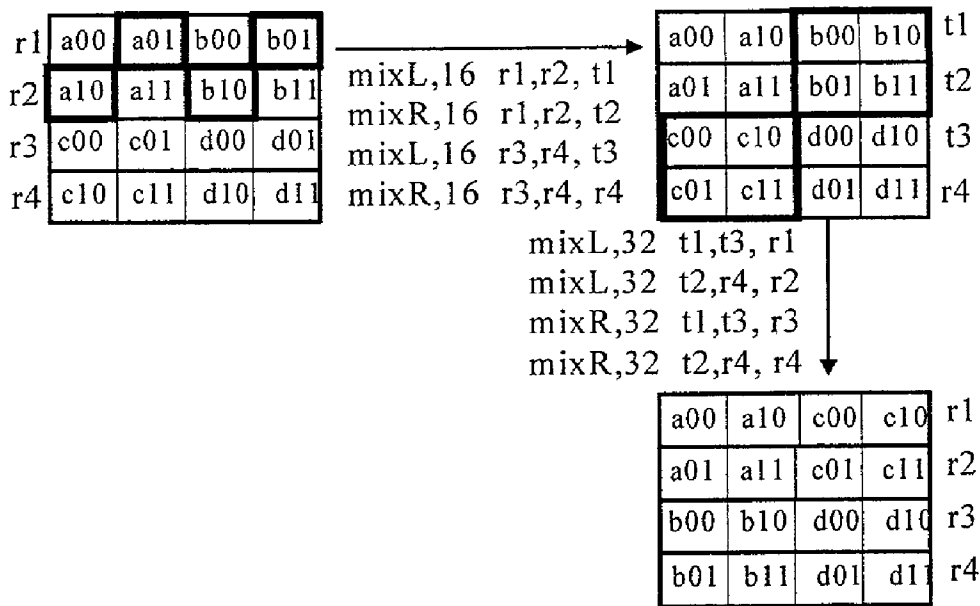 r1 a00 a01 b00 b01
r2 a10 a11 b10 b11
r3 c00 c01 d00 d01
r4 c10 c11 d10 d11
mixL,16 r1,r2, t1
mixR,16 r1,r2, t2
mixL,16 r3,r4, t3
mixR,16 r3,r4, r4
a00 a10 b00 b10 t1
a01 a11 b01 b11 t2
c00 c10 d00 d10 t3
c01 c11 d01 d11 r4
mixL,32 t1,t3, r1
mixL,32 t2,r4, r2
mixR,32 t1,t3, r3
mixR,32 t2,r4, r4
a00 a10 c00 c10 r1
a01 a11 c01 c11 r2
b00 b10 d00 d10 r3
b01 b11 d01 d11 r4